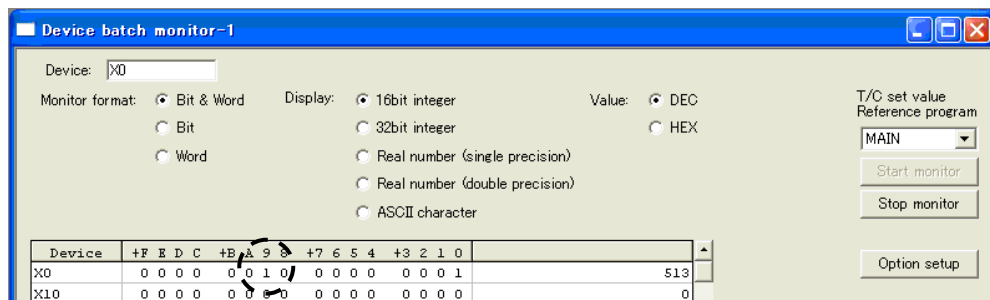 Device batch monitor-1
Device: X0
Monitor format: Bit & Word Display: 16bit integer Value: DEC T/C set value
Bit 32bit integer HEX Reference program
Word Real number (single precision) MAIN
Real number (double precision) Start monitor
ASCII character Stop monitor
Device +F E D C +B A 9 8 +7 6 5 4 +3 2 1 0
X0 0 0 0 0 0 0 1 0 0 0 0 0 0 0 0 1 513
X10 0 0 0 0 0 0 0 0 0 0 0 0 0 0 0 0 0
Option setup